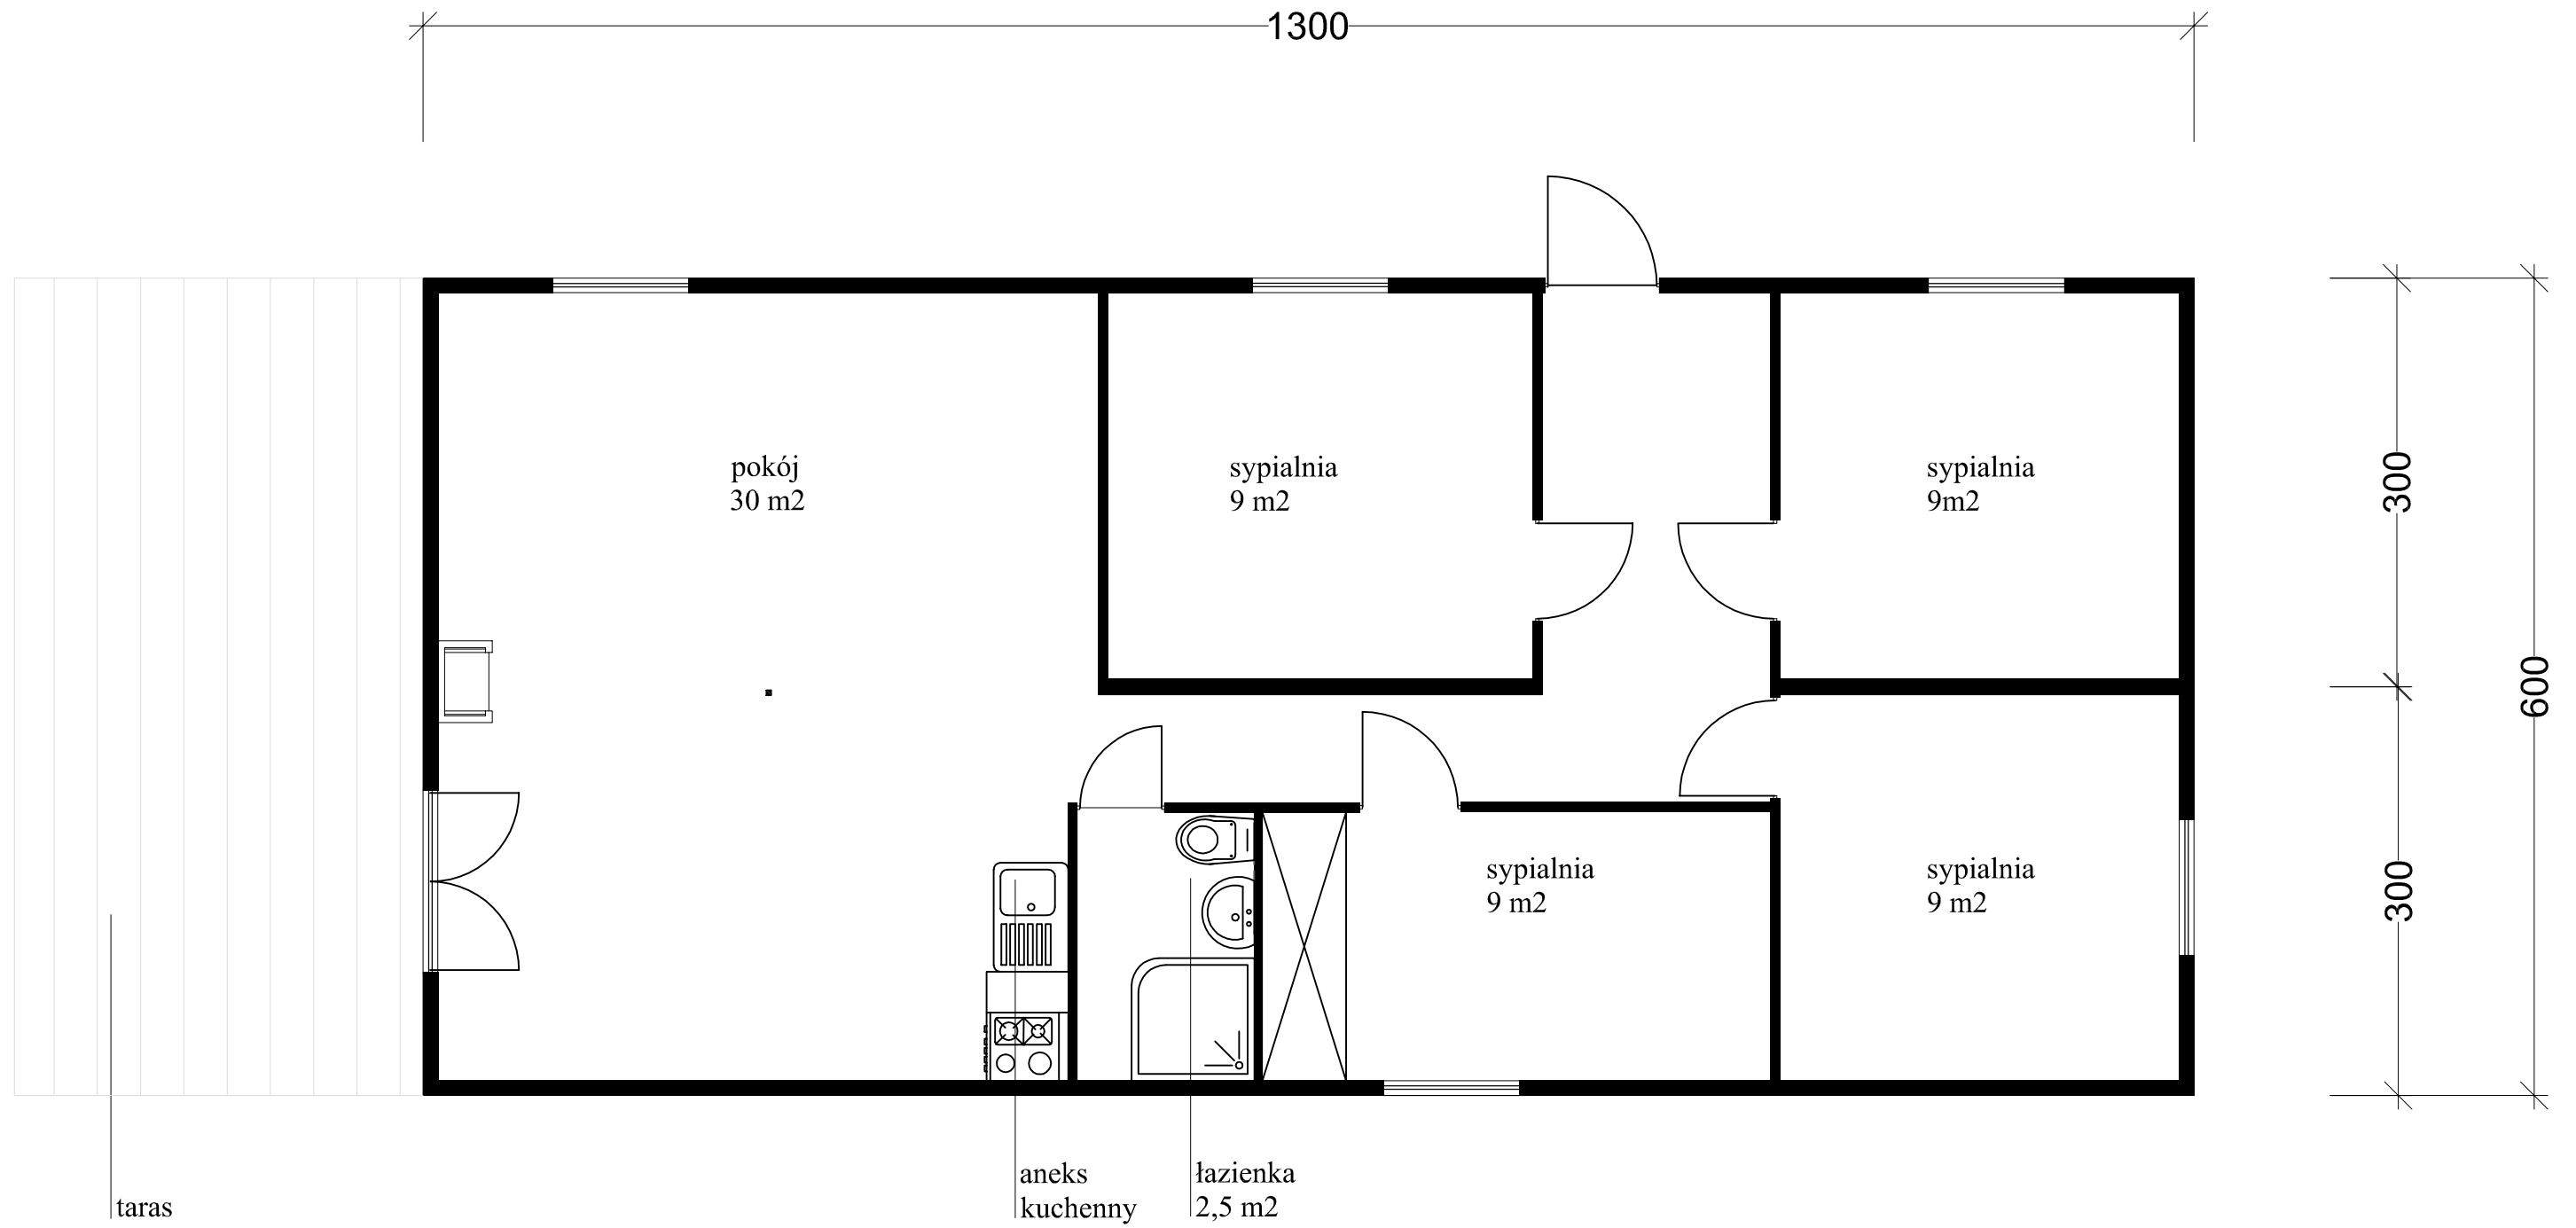 1300
pokój
30 m2
sypialnia
9 m2
sypialnia
9m2
300
600
sypialnia
9 m2
sypialnia
9 m2
300
aneks
kuchenny
łazienka
2,5 m2
taras